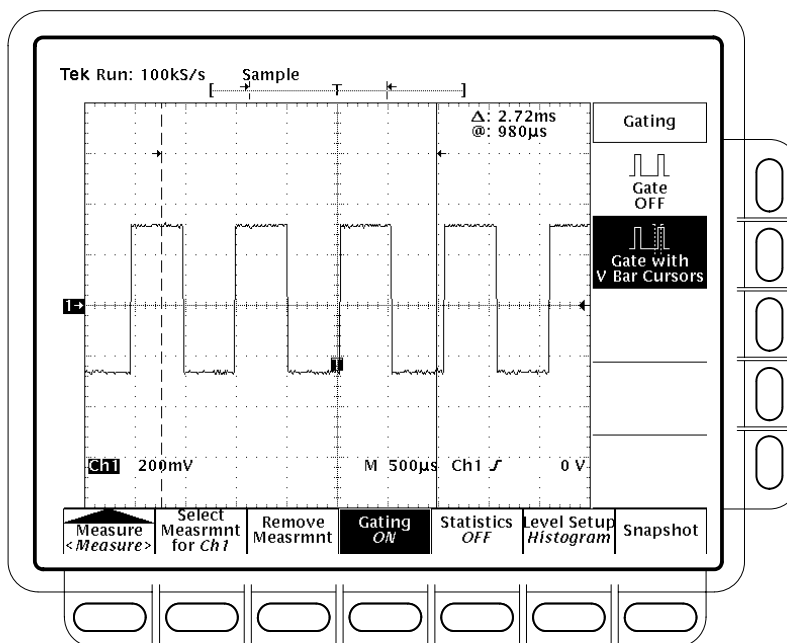 Tek Run: 100kS/s Sample
[ T ]
Δ: 2.72ms
@: 980µs
Gating
Gate
OFF
Gate with
V Bar Cursors
1
T
Ch1 200mV M 500µs Ch1 0 V
Measure
<Measure>
Select
Measrmnt
for Ch1
Remove
Measrmnt
Gating
ON
Statistics
OFF
Level Setup
Histogram
Snapshot